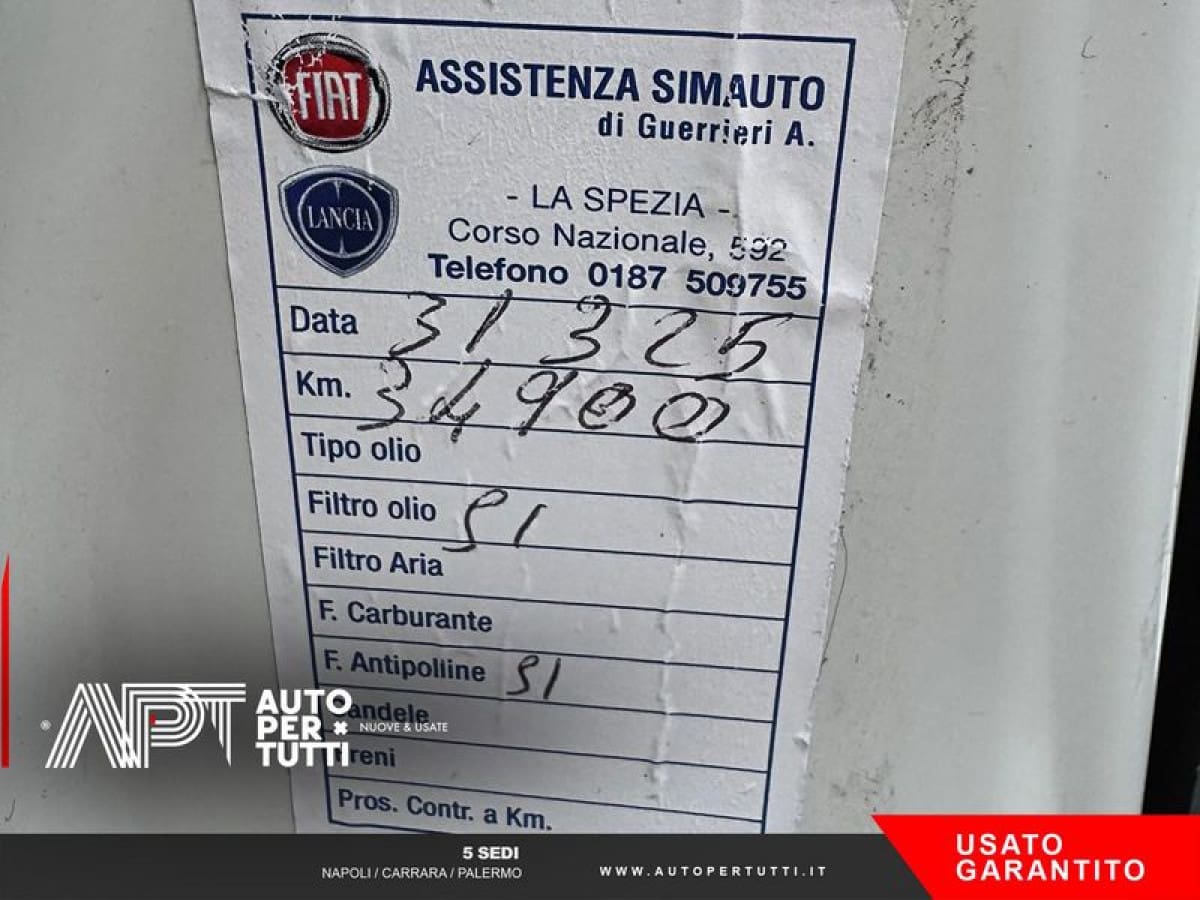 FIAT
ASSISTENZA SIMAUTO
di Guerrieri A.
LANCIA
- LA SPEZIA -
Corso Nazionale, 592
Telefono 0187 509755
Data 31 3 25
Km. 34900
Tipo olio
Filtro olio SI
Filtro Aria
F. Carburante
F. Antipolline SI
andele
reni
Pros. Contr. a Km.
APT AUTO PER TUTTI
NUOVE & USATE
5 SEDI
NAPOLI / CARRARA / PALERMO
WWW.AUTOPERTUTTI.IT
USATO
GARANTITO